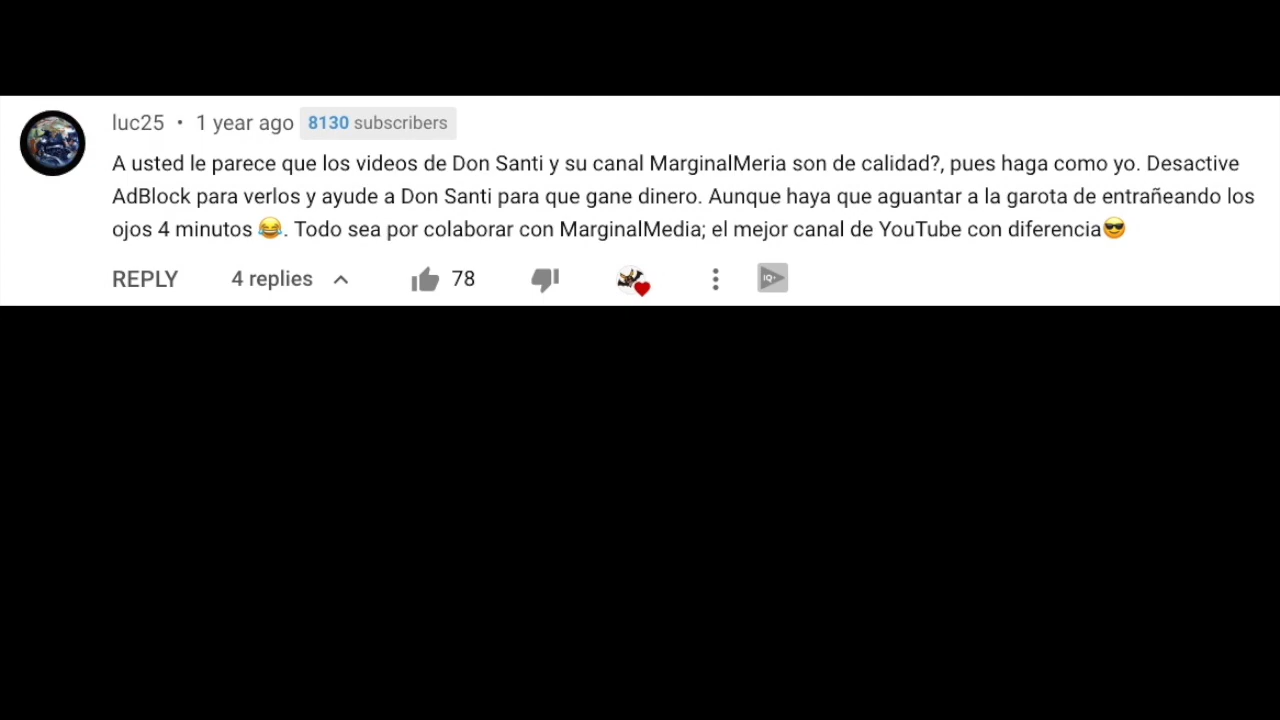 luc25 • 1 year ago 8130 subscribers
A usted le parece que los videos de Don Santi y su canal MarginalMeria son de calidad?, pues haga como yo. Desactive
AdBlock para verlos y ayude a Don Santi para que gane dinero. Aunque haya que aguantar a la garota de entrañeando los
ojos 4 minutos 😂. Todo sea por colaborar con MarginalMedia; el mejor canal de YouTube con diferencia😎
REPLY 4 replies 78 IQ+